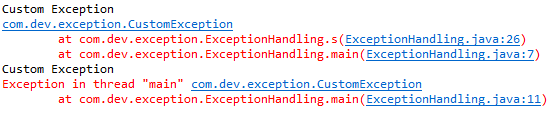 Custom Exception
com.dev.exception.CustomException
at com.dev.exception.ExceptionHandling.s(ExceptionHandling.java:26)
at com.dev.exception.ExceptionHandling.main(ExceptionHandling.java:7)
Custom Exception
Exception in thread "main" com.dev.exception.CustomException
at com.dev.exception.ExceptionHandling.main(ExceptionHandling.java:11)